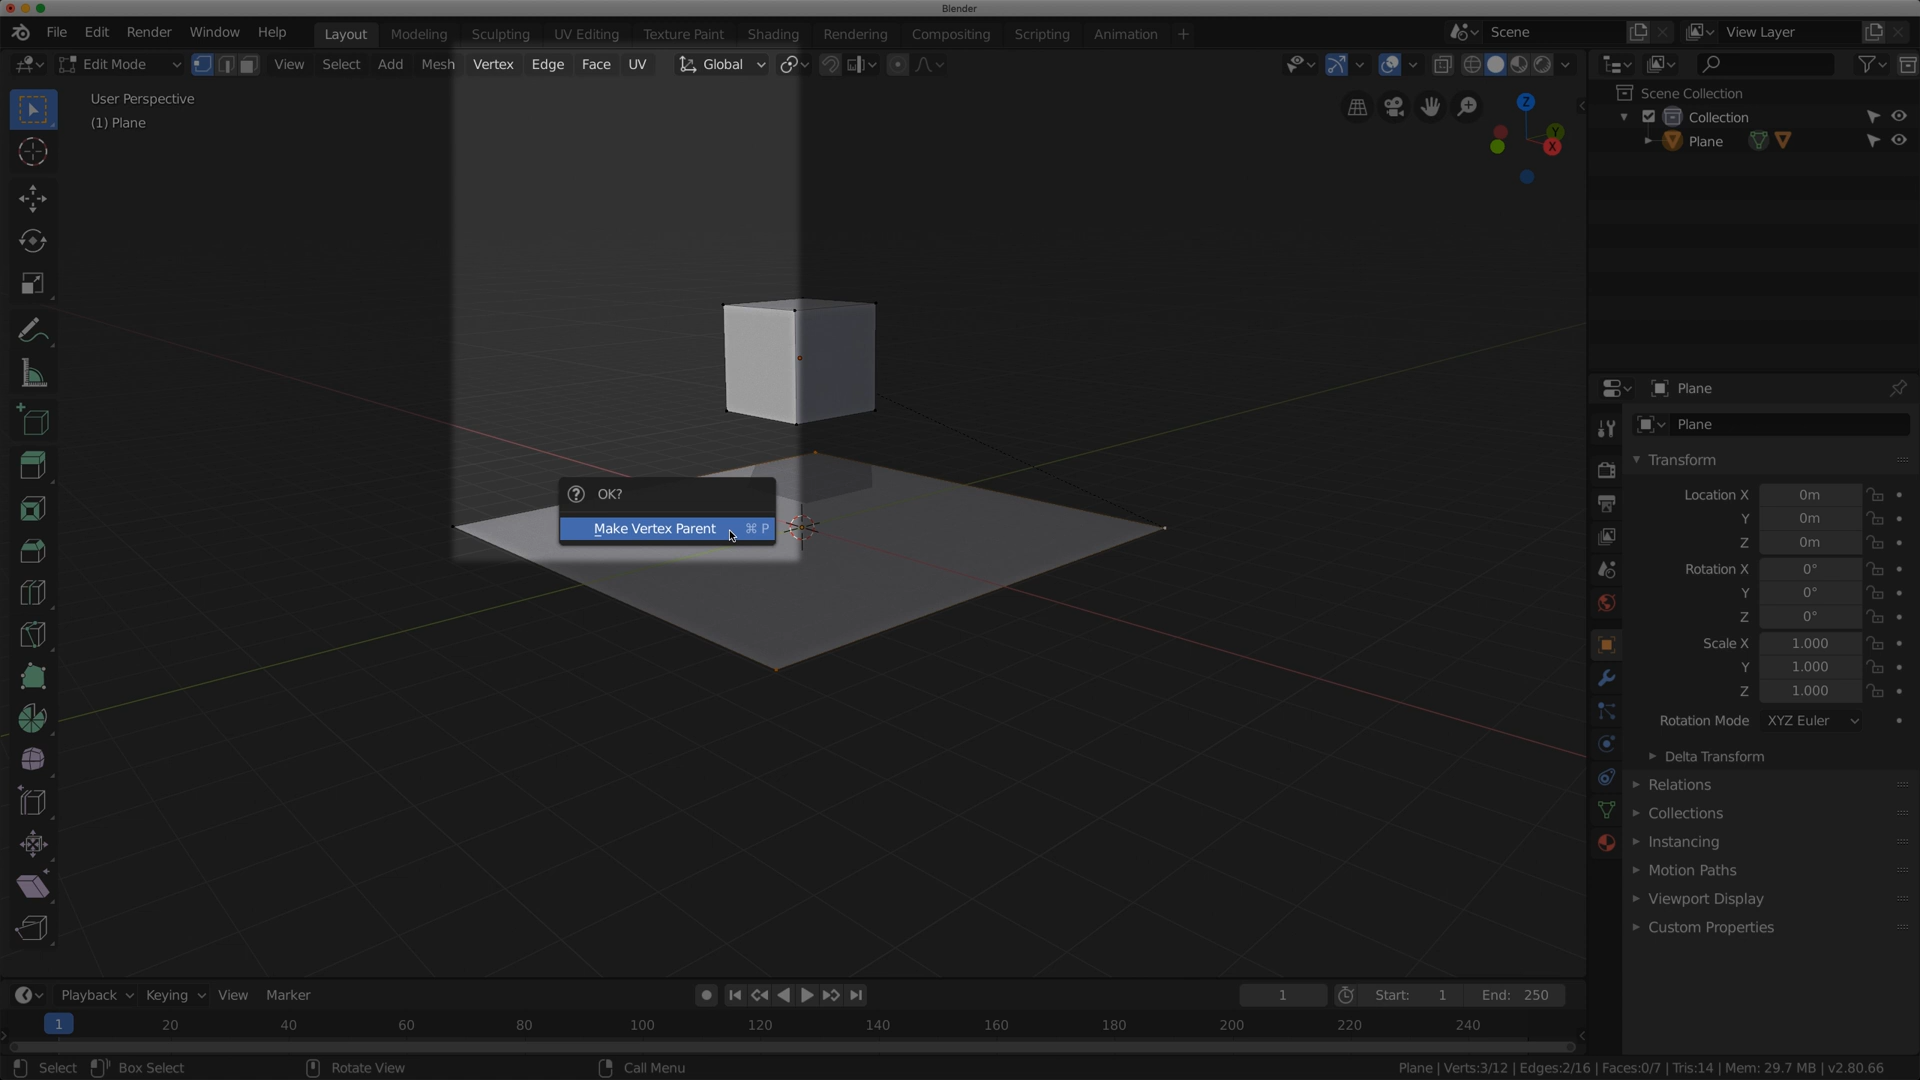 Blender
File Edit Render Window Help
Layout Modeling Sculpting UV Editing Texture Paint Shading Rendering Compositing Scripting Animation +
Scene
View Layer
Edit Mode
View Select Add Mesh Vertex Edge Face UV
Global
User Perspective
(1) Plane
Z
Y
X
Scene Collection
Collection
Plane
OK?
Make Vertex Parent ⌘ P
Plane
Plane
Transform
Location X 0m
Y 0m
Z 0m
Rotation X 0°
Y 0°
Z 0°
Scale X 1.000
Y 1.000
Z 1.000
Rotation Mode XYZ Euler
Delta Transform
Relations
Collections
Instancing
Motion Paths
Viewport Display
Custom Properties
Playback Keying View Marker
1
Start: 1
End: 250
1 20 40 60 80 100 120 140 160 180 200 220 240
Select Box Select Rotate View Call Menu
Plane | Verts:3/12 | Edges:2/16 | Faces:0/7 | Tris:14 | Mem: 29.7 MB | v2.80.66